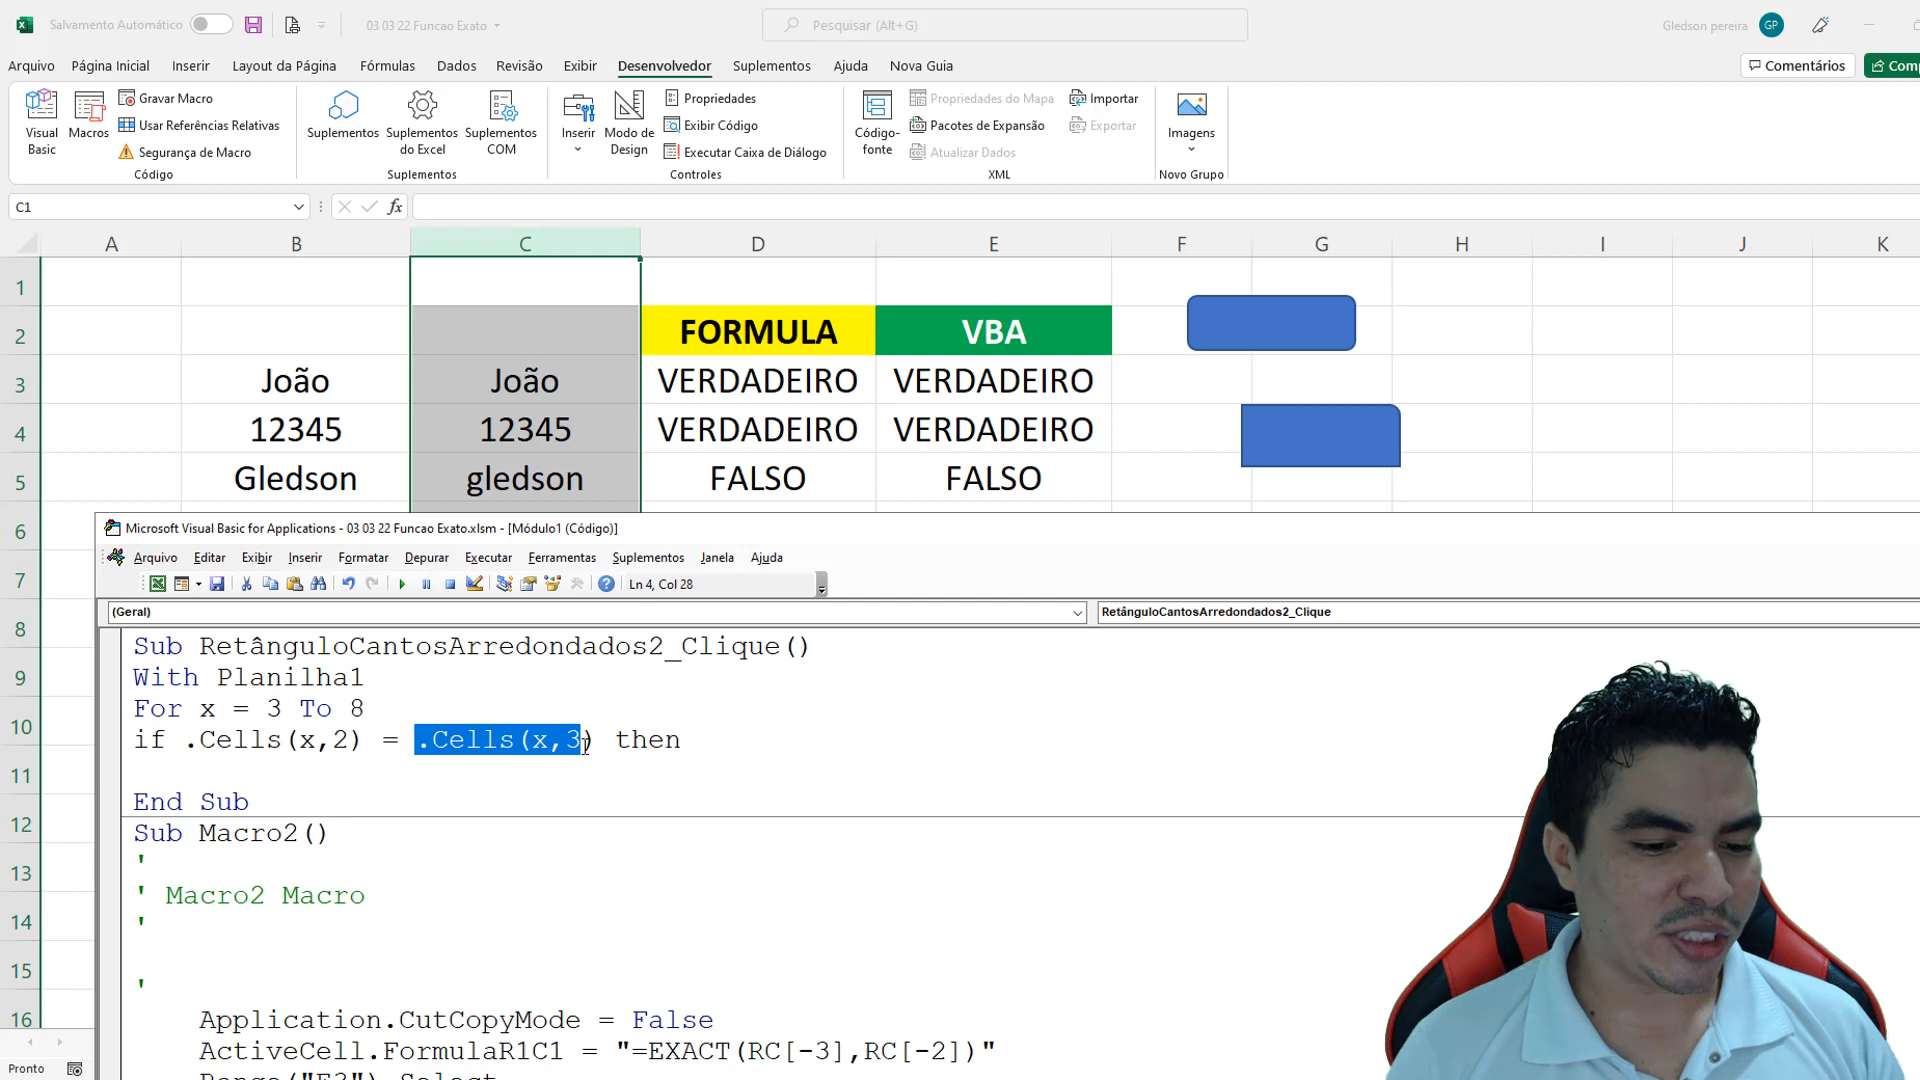 Salvamento Automático
03 03 22 Funcao Exato
Pesquisar (Alt+G)
Gledson pereira
GP
Arquivo Página Inicial Inserir Layout da Página Fórmulas Dados Revisão Exibir Desenvolvedor Suplementos Ajuda Nova Guia
Comentários
Comp
Visual Basic
Macros
Gravar Macro
Usar Referências Relativas
Segurança de Macro
Código
Suplementos
Suplementos do Excel
Suplementos COM
Suplementos
Inserir
Modo de Design
Propriedades
Exibir Código
Executar Caixa de Diálogo
Controles
Código-fonte
Propriedades do Mapa
Pacotes de Expansão
Atualizar Dados
Importar
Exportar
XML
Imagens
Novo Grupo
C1
fx
A B C D E F G H I J K
1
2 FORMULA VBA
3 João João VERDADEIRO VERDADEIRO
4 12345 12345 VERDADEIRO VERDADEIRO
5 Gledson gledson FALSO FALSO
6
7
8
9
10
11
12
13
14
15
16
Microsoft Visual Basic for Applications - 03 03 22 Funcao Exato.xlsm - [Módulo1 (Código)]
Arquivo Editar Exibir Inserir Formatar Depurar Executar Ferramentas Suplementos Janela Ajuda
Ln 4, Col 28
(Geral)
RetânguloCantosArredondados2_Clique
Sub RetânguloCantosArredondados2_Clique()
With Planilha1
For x = 3 To 8
if .Cells(x,2) = .Cells(x,3) then
End Sub
Sub Macro2()
'
' Macro2 Macro
'
'
Application.CutCopyMode = False
ActiveCell.FormulaR1C1 = "=EXACT(RC[-3],RC[-2])"
Pronto